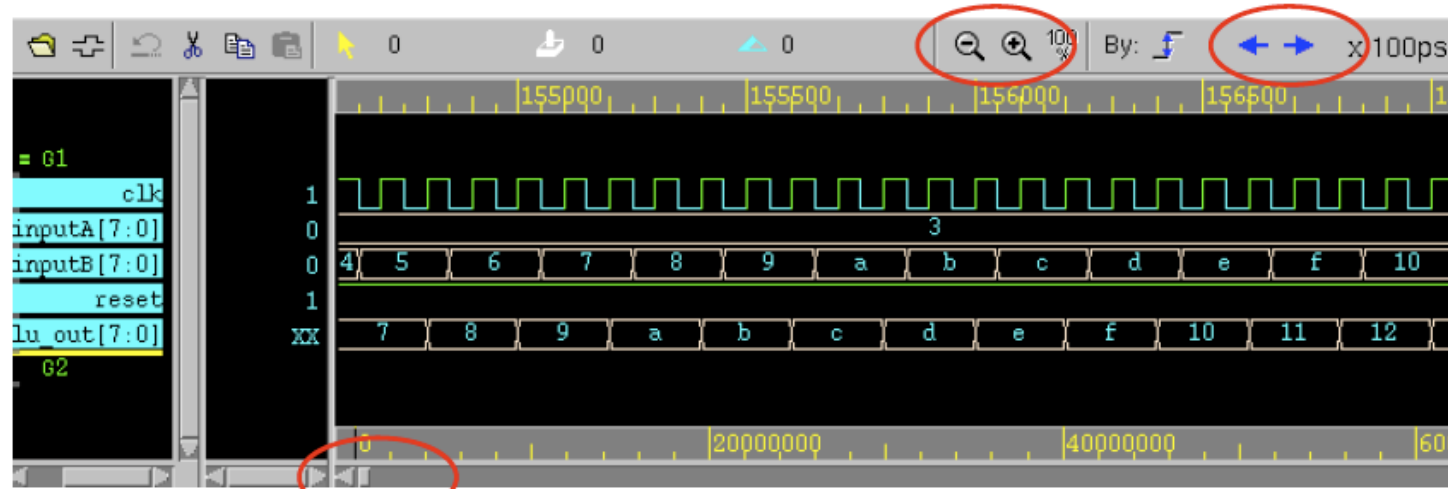 0 0 0 100 % By: x 100ps
155000 155500 156000 156500 1
= G1
clk 1
inputA[7:0] 0 3
inputB[7:0] 0 4 5 6 7 8 9 a b c d e f 10
reset 1
lu_out[7:0] XX 7 8 9 a b c d e f 10 11 12
G2
0 20000000 40000000 60